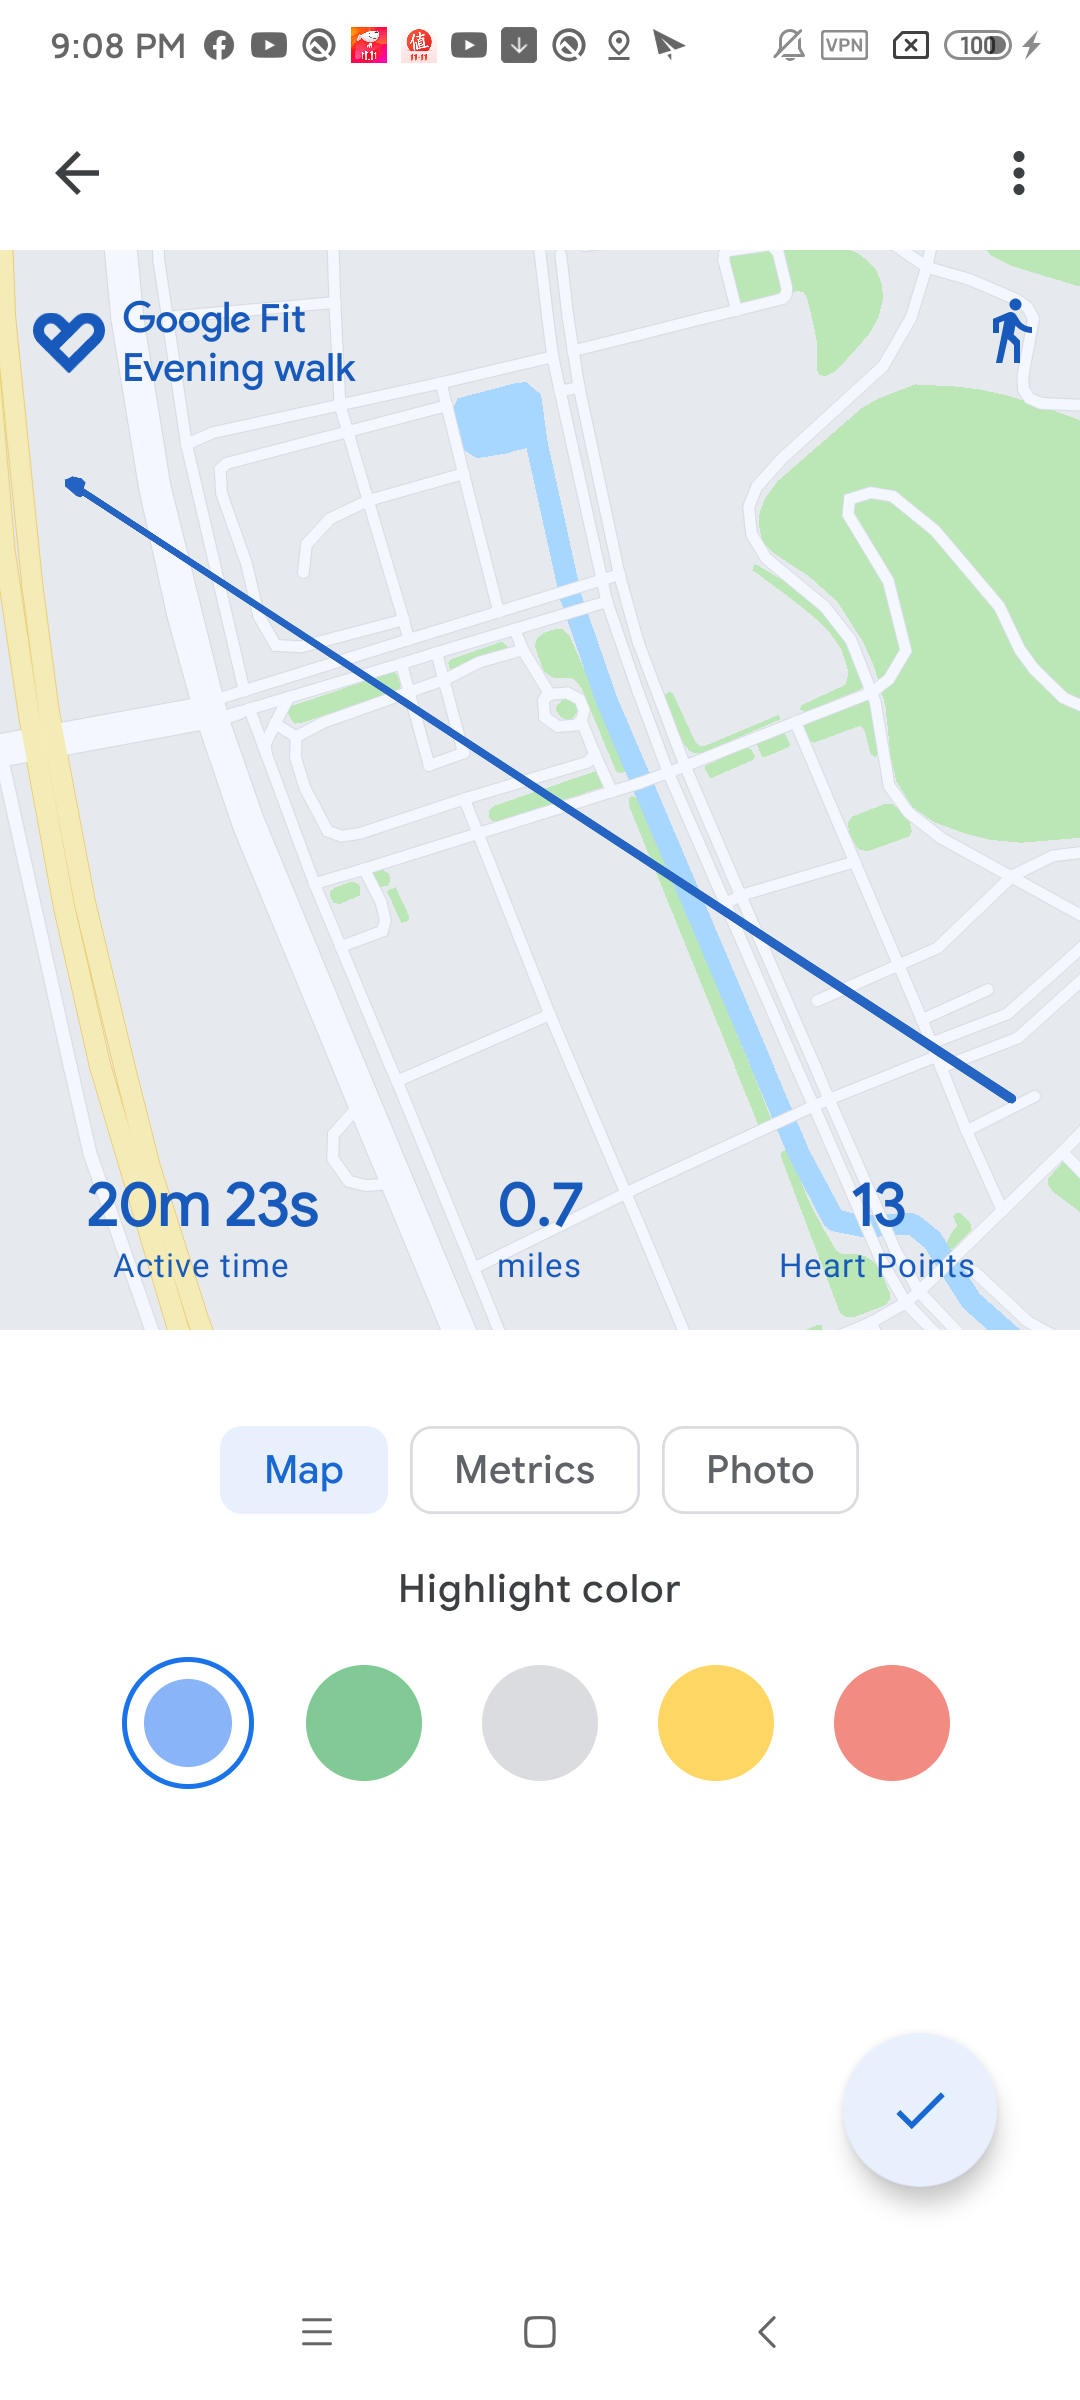 9:08 PM
值
VPN
100
Google Fit
Evening walk
20m 23s
Active time
0.7
miles
13
Heart Points
Map
Metrics
Photo
Highlight color